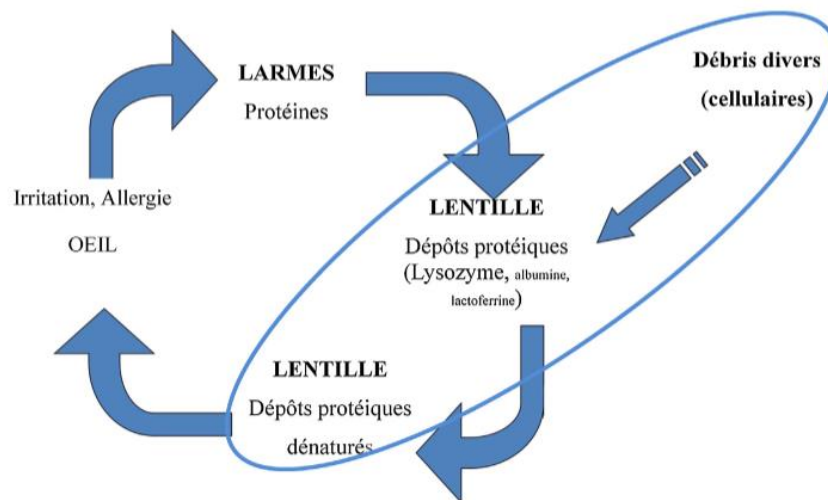 LARMES
Protéines
Débris divers
(cellulaires)
Irritation, Allergie
OEIL
LENTILLE
Dépôts protéiques
(Lysozyme, albumine,
lactoferrine)
LENTILLE
Dépôts protéiques
dénaturés